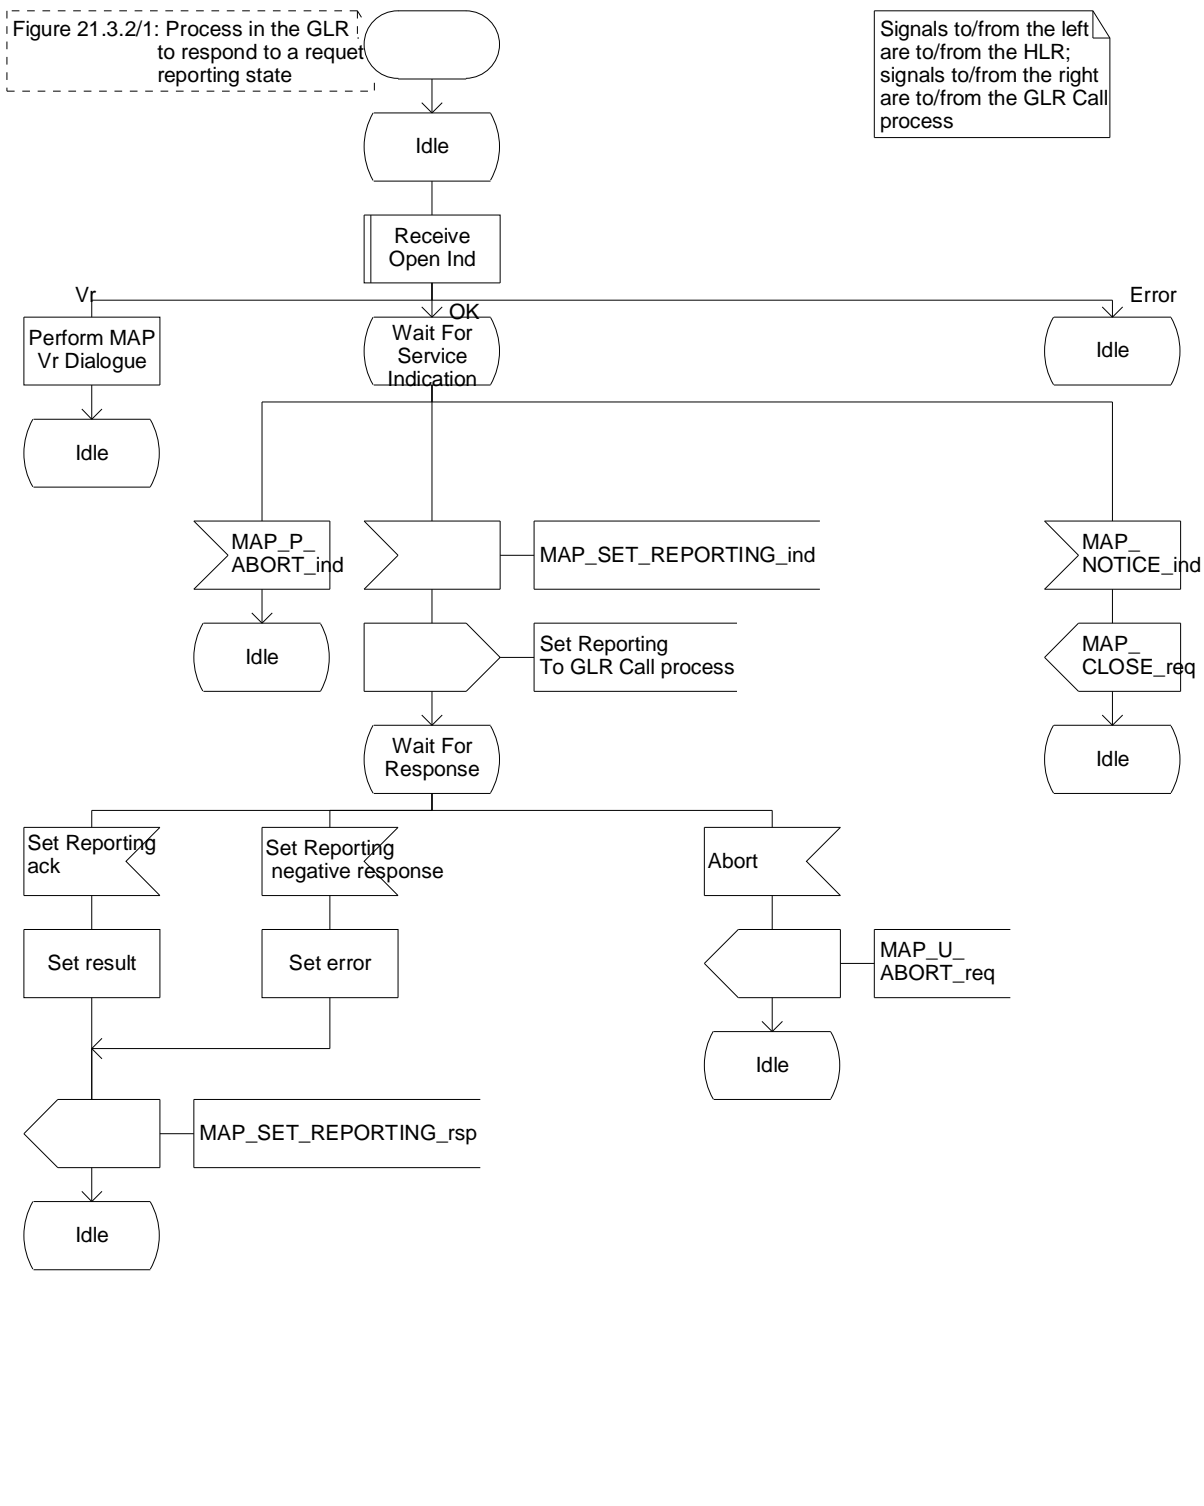 Figure 21.3.2/1: Process in the GLR
to respond to a requet
reporting state
Signals to/from the left
are to/from the HLR;
signals to/from the right
are to/from the GLR Call
process
Idle
Receive
Open Ind
Vr
OK
Error
Perform MAP
Vr Dialogue
Wait For
Service
Indication
Idle
Idle
MAP_P_
ABORT_ind
MAP_SET_REPORTING_ind
MAP_
NOTICE_ind
Idle
Set Reporting
To GLR Call process
MAP_
CLOSE_req
Wait For
Response
Idle
Set Reporting
ack
Set Reporting
negative response
Abort
Set result
Set error
MAP_U_
ABORT_req
Idle
MAP_SET_REPORTING_rsp
Idle